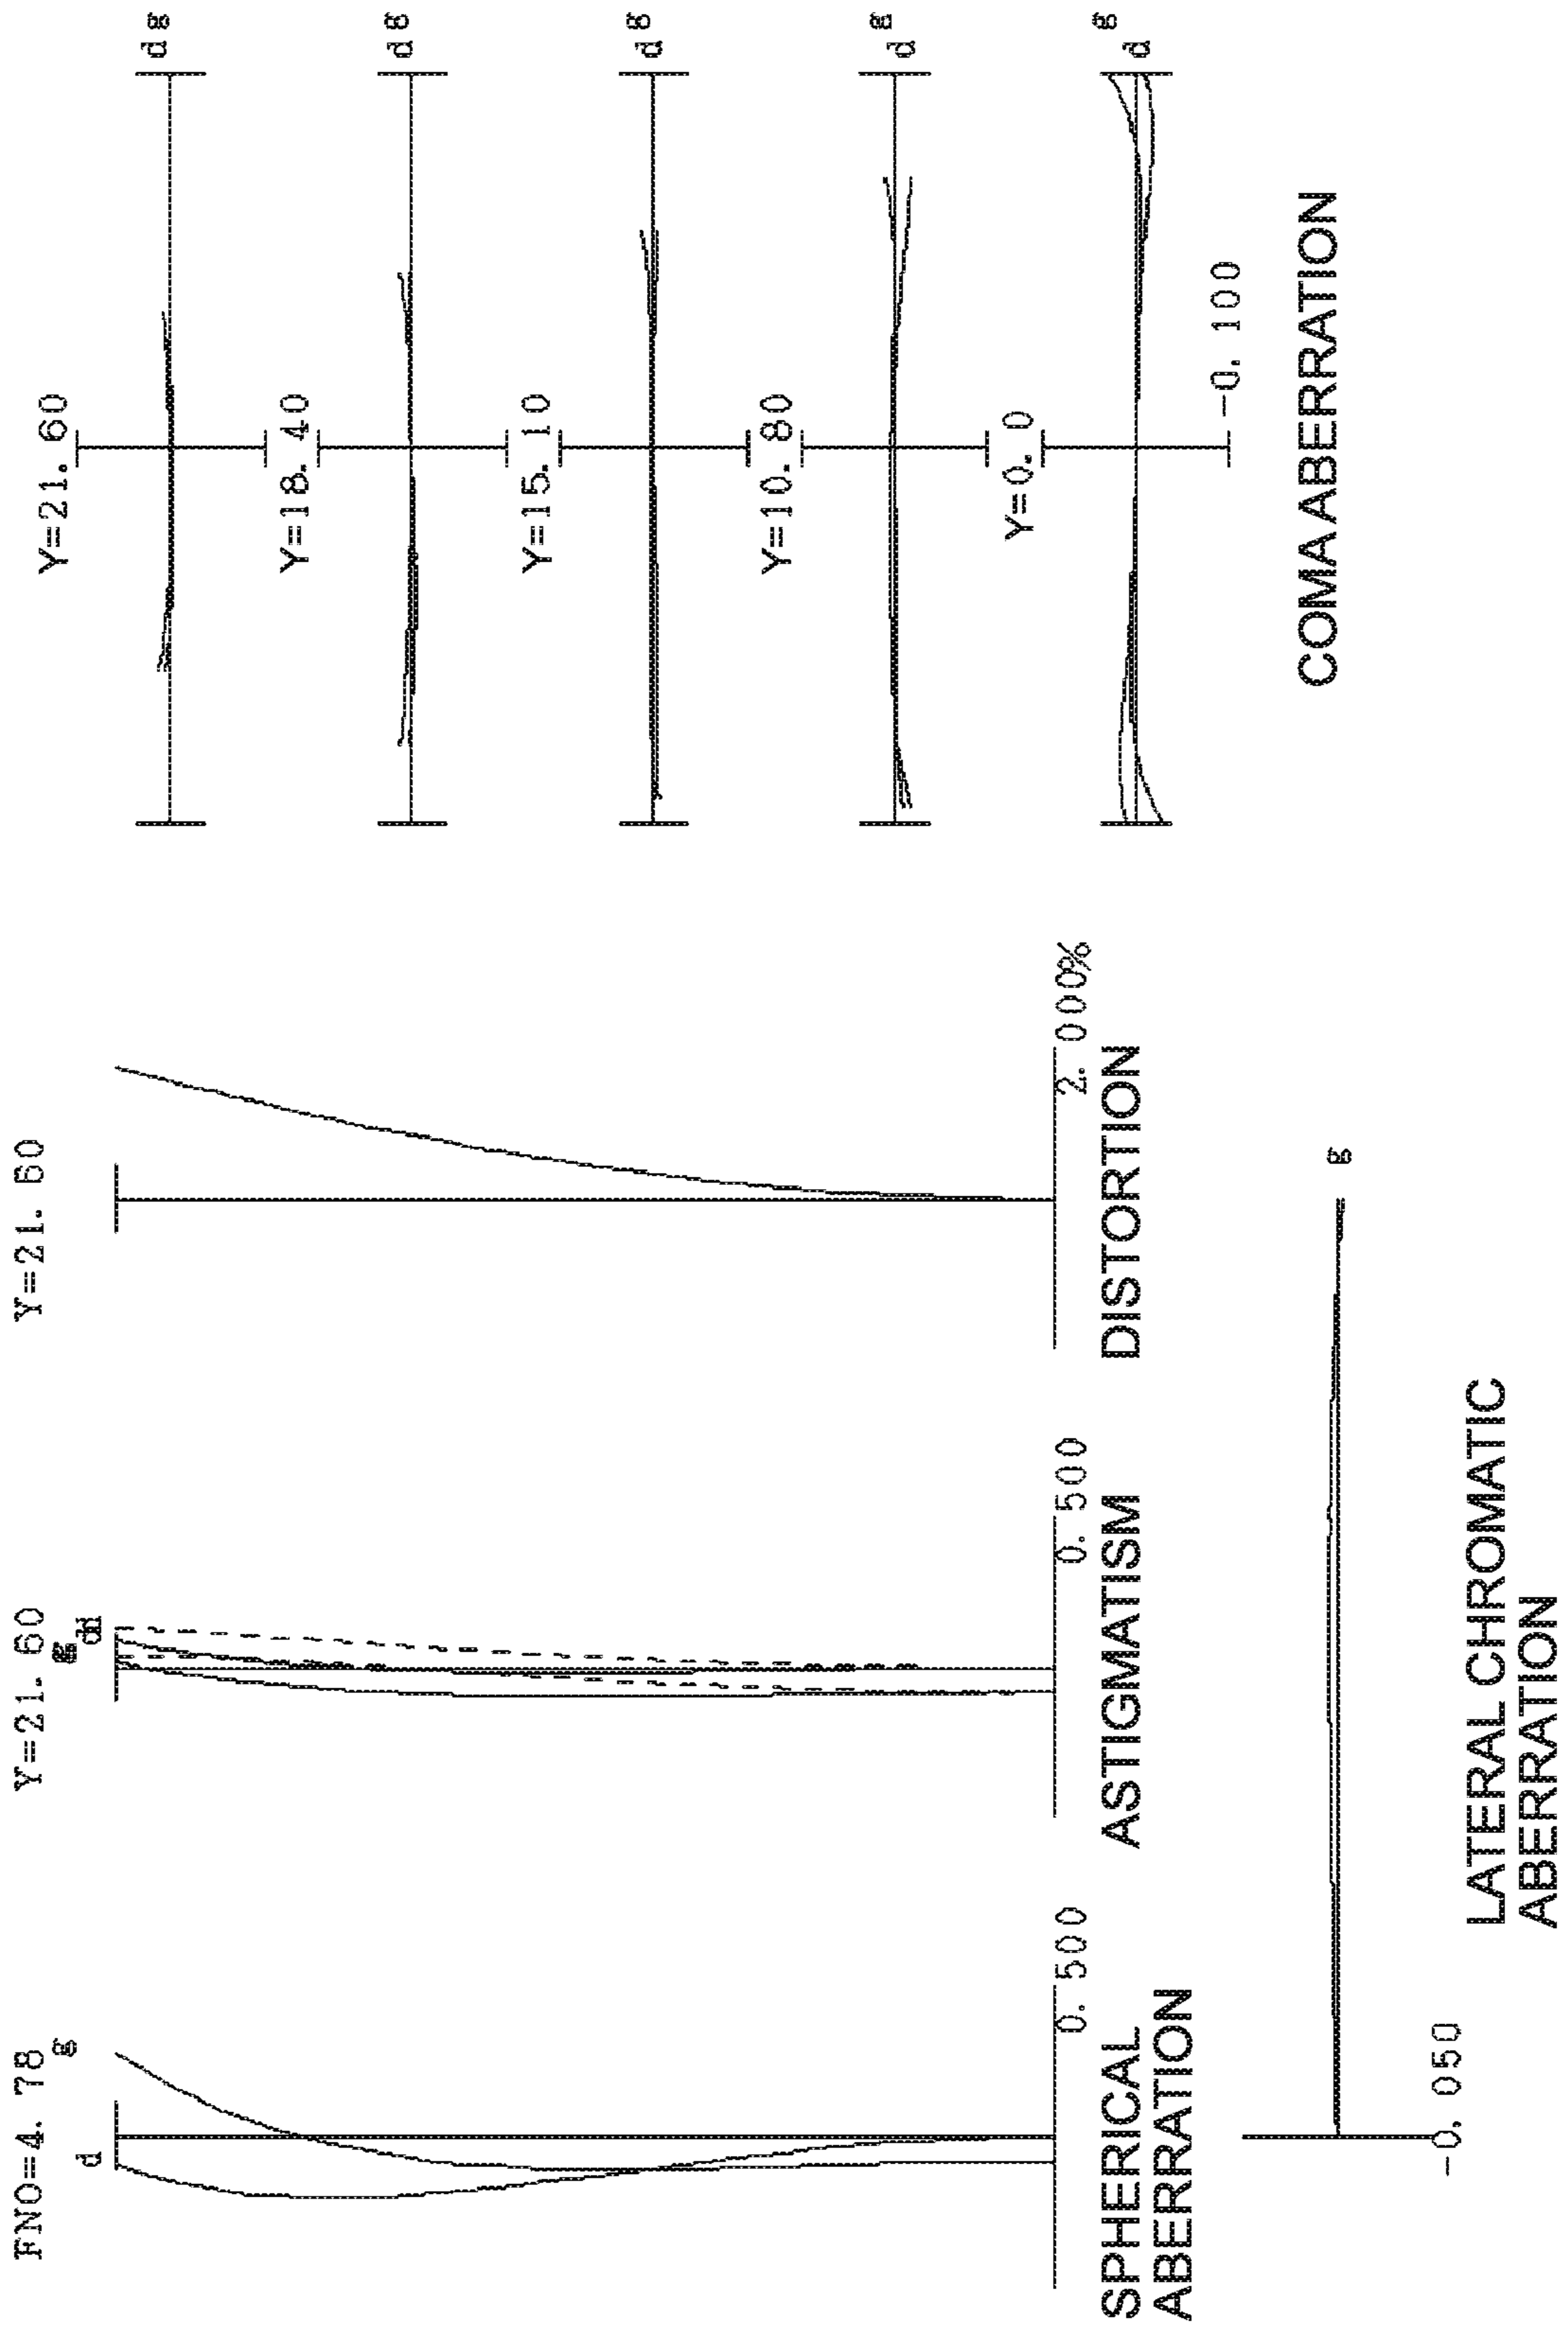 FNO=4. 78
d
g
0. 500
SPHERICAL
ABERRATION
Y=21. 60
g g
d d
0. 500
ASTIGMATISM
Y=21. 60
2. 000%
DISTORTION
-0. 050
g
LATERAL CHROMATIC
ABERRATION
Y=21. 60
d g
Y=18. 40
d g
Y=15. 10
d g
Y=10. 80
d g
Y=0. 0
d g
-0. 100
COMA ABERRATION